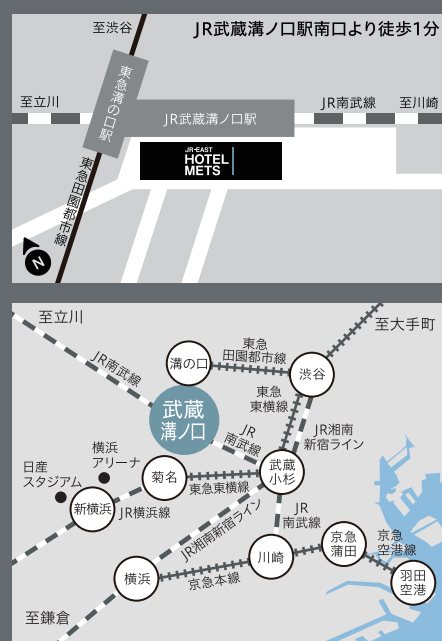 至渋谷
JR武蔵溝ノ口駅南口より徒歩1分
東急溝の口駅
至立川
JR南武線
至川崎
JR武蔵溝ノ口駅
JR-EAST
HOTEL
METS
東急田園都市線
N
至立川
至大手町
JR南武線
溝の口
東急
田園都市線
渋谷
東急
東横線
武蔵
溝ノ口
JR
南武線
JR湘南
新宿ライン
横浜
アリーナ
日産
スタジアム
菊名
東急東横線
武蔵
小杉
新横浜
JR横浜線
JR湘南新宿ライン
JR
南武線
京急
蒲田
京急
空港線
川崎
横浜
京急本線
羽田
空港
至鎌倉